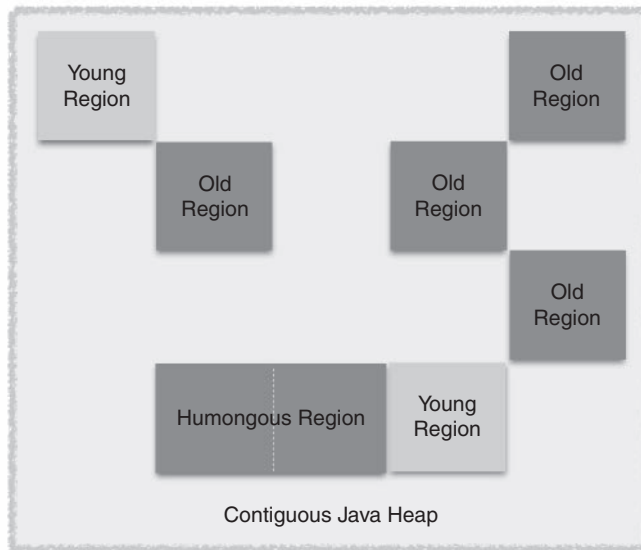 Young
Region
Old
Region
Old
Region
Old
Region
Old
Region
Humongous Region
Young
Region
Contiguous Java Heap